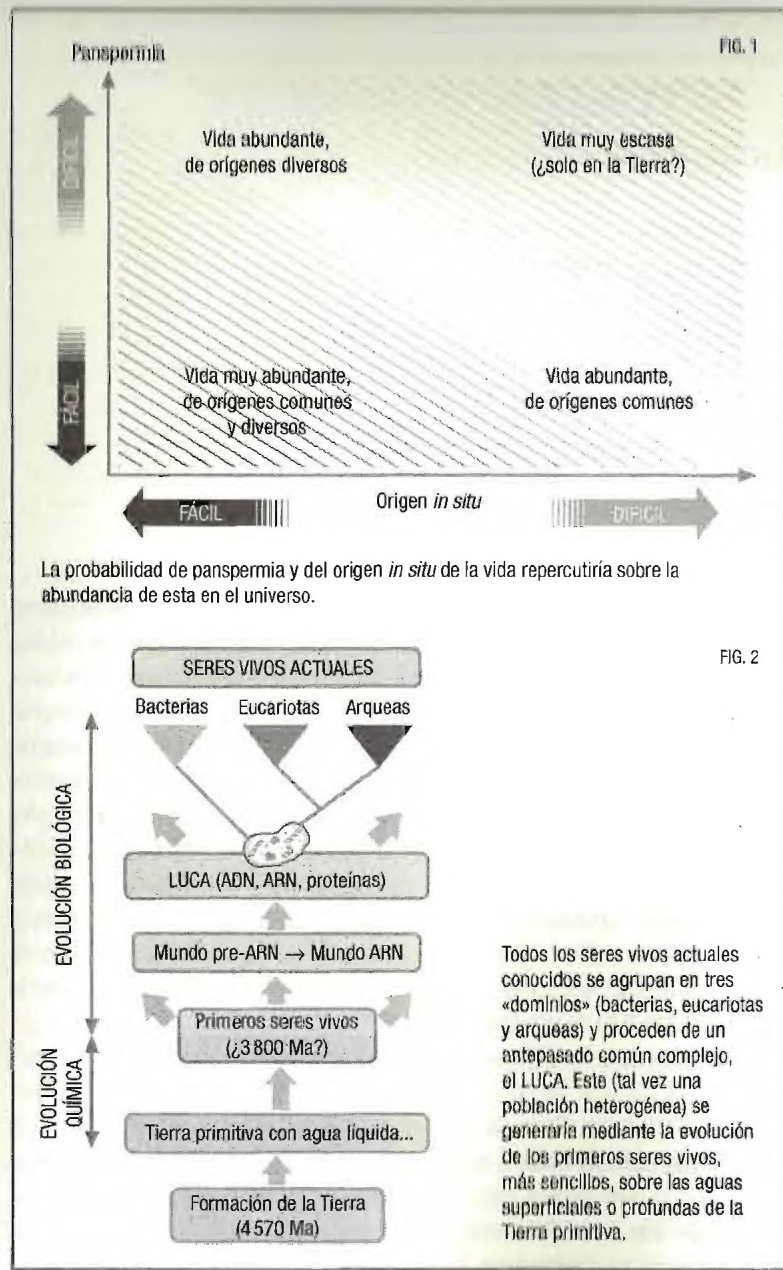 FIG. 1
Panspermia
DIFÍCIL
Vida abundante,
de orígenes diversos
Vida muy escasa
(¿solo en la Tierra?)
FÁCIL
Vida muy abundante,
de orígenes comunes
y diversos
Vida abundante,
de orígenes comunes
FÁCIL
Origen in situ
DIFÍCIL
La probabilidad de panspermia y del origen in situ de la vida repercutiría sobre la
abundancia de esta en el universo.
FIG. 2
SERES VIVOS ACTUALES
Bacterias Eucariotas Arqueas
EVOLUCIÓN BIOLÓGICA
LUCA (ADN, ARN, proteínas)
Mundo pre-ARN → Mundo ARN
Primeros seres vivos
(¿3 800 Ma?)
EVOLUCIÓN
QUÍMICA
Tierra primitiva con agua líquida...
Formación de la Tierra
(4 570 Ma)
Todos los seres vivos actuales
conocidos se agrupan en tres
«dominios» (bacterias, eucariotas
y arqueas) y proceden de un
antepasado común complejo,
el LUCA. Este (tal vez una
población heterogénea) se
generaría mediante la evolución
de los primeros seres vivos,
más sencillos, sobre las aguas
superficiales o profundas de la
Tierra primitiva.